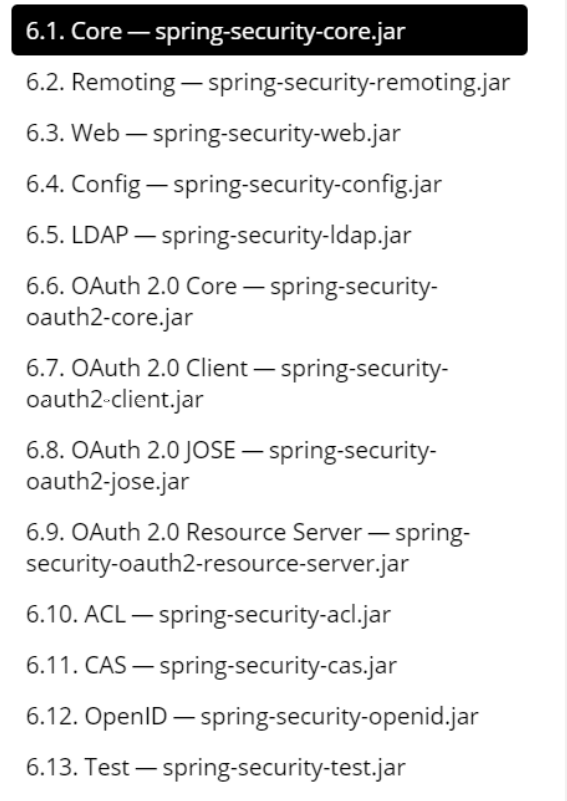 6.1. Core — spring-security-core.jar
6.2. Remoting — spring-security-remoting.jar
6.3. Web — spring-security-web.jar
6.4. Config — spring-security-config.jar
6.5. LDAP — spring-security-ldap.jar
6.6. OAuth 2.0 Core — spring-security-
oauth2-core.jar
6.7. OAuth 2.0 Client — spring-security-
oauth2-client.jar
6.8. OAuth 2.0 JOSE — spring-security-
oauth2-jose.jar
6.9. OAuth 2.0 Resource Server — spring-
security-oauth2-resource-server.jar
6.10. ACL — spring-security-acl.jar
6.11. CAS — spring-security-cas.jar
6.12. OpenID — spring-security-openid.jar
6.13. Test — spring-security-test.jar